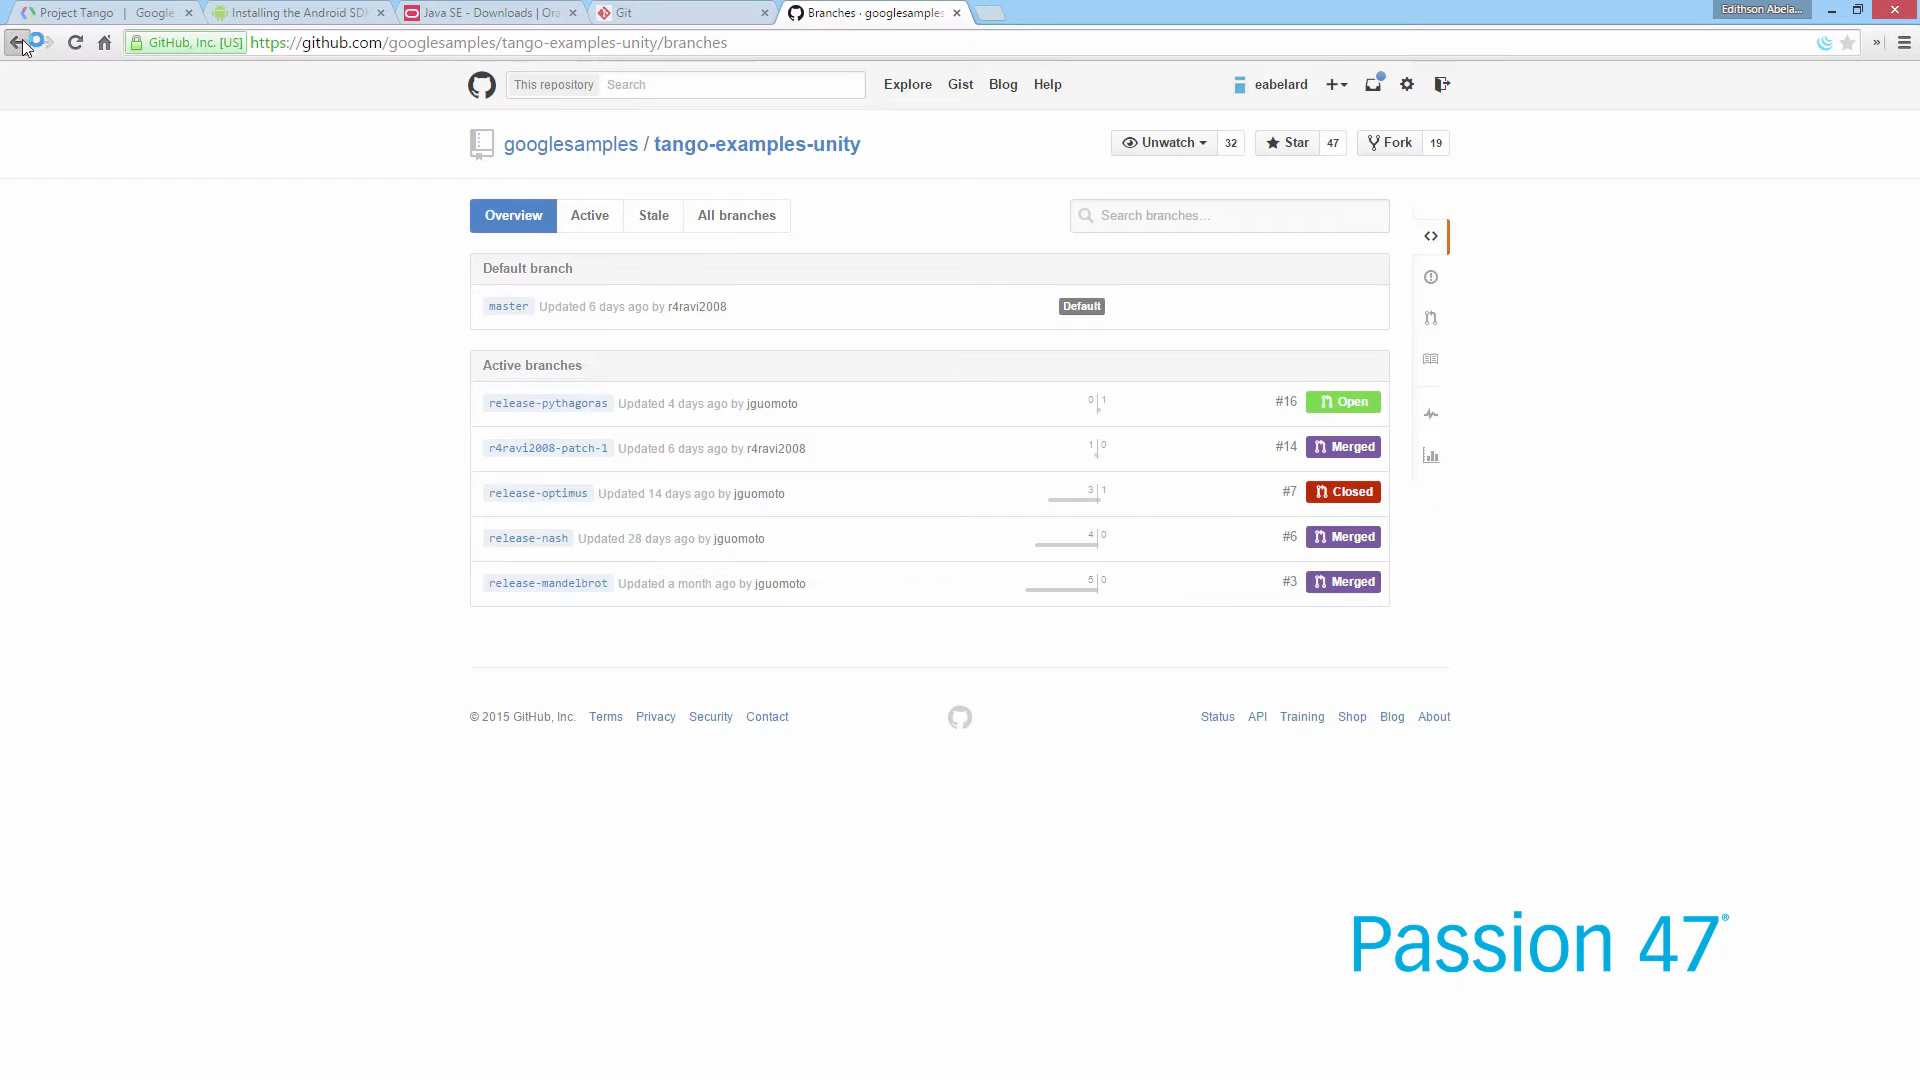 Project Tango | Google
Installing the Android SDK
Java SE - Downloads | Ora
Git
Branches · googlesamples
Edithson Abela...
GitHub, Inc. [US] https://github.com/googlesamples/tango-examples-unity/branches
»
This repository Search Explore Gist Blog Help eabelard
googlesamples / tango-examples-unity Unwatch 32 Star 47 Fork 19
Overview Active Stale All branches Search branches...
Default branch
master Updated 6 days ago by r4ravi2008 Default
Active branches
release-pythagoras Updated 4 days ago by jguomoto 0 1 #16 Open
r4ravi2008-patch-1 Updated 6 days ago by r4ravi2008 1 0 #14 Merged
release-optimus Updated 14 days ago by jguomoto 3 1 #7 Closed
release-nash Updated 28 days ago by jguomoto 4 0 #6 Merged
release-mandelbrot Updated a month ago by jguomoto 5 0 #3 Merged
© 2015 GitHub, Inc. Terms Privacy Security Contact Status API Training Shop Blog About
Passion 47®